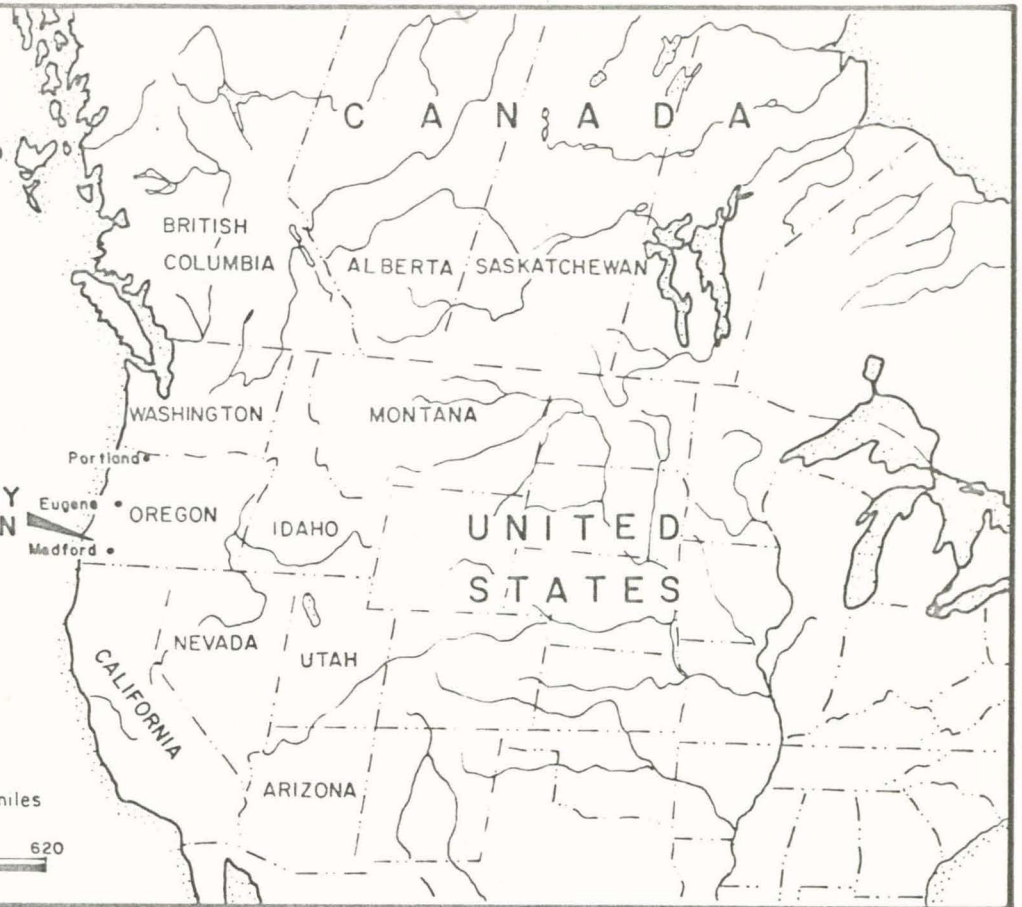 CANADA
BRITISH
COLUMBIA
ALBERTA
SASKATCHEWAN
WASHINGTON
MONTANA
Portland
Y
Eugene
OREGON
N
IDAHO
UNITED
Medford
STATES
NEVADA
UTAH
CALIFORNIA
ARIZONA
miles
620